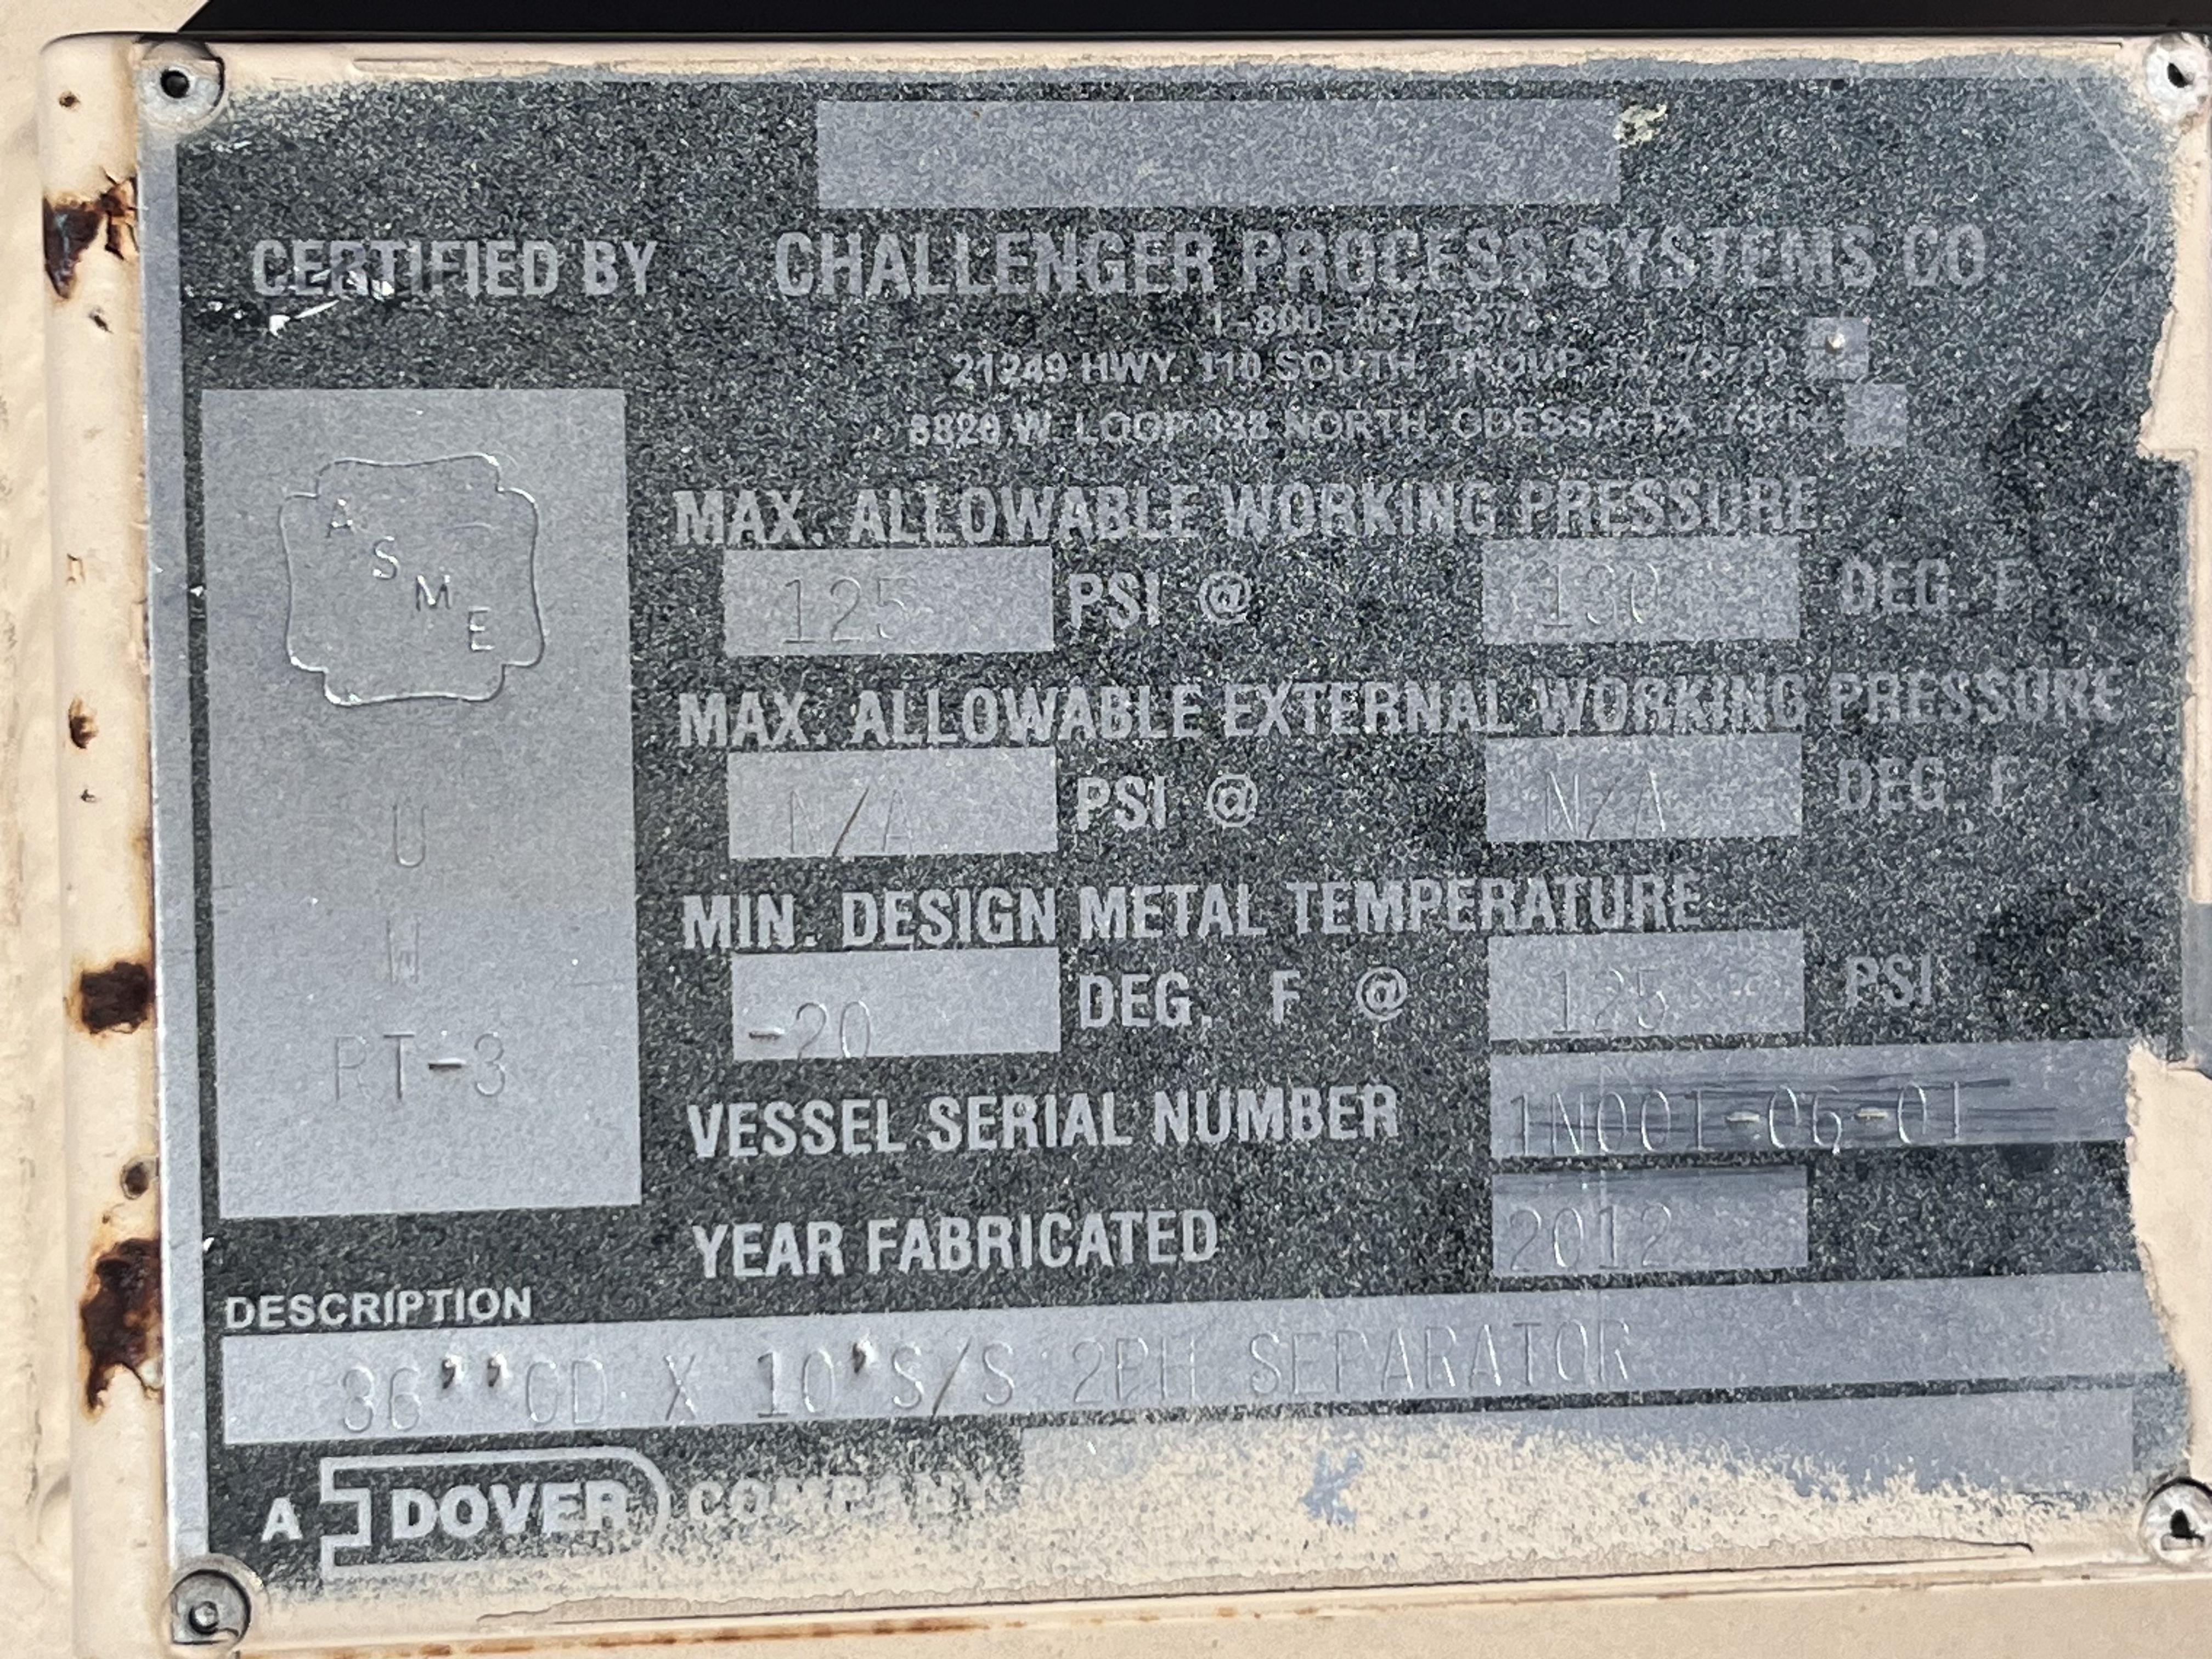 CERTIFIED BY CHALLENGER PROCESS SYSTEMS CO.
21249 HWY. 110 SOUTH, TROUP, TX.
W. LOOP 338 NORTH, ODESSA, TX.
A
S
M
E
U
W
RT-3
MAX. ALLOWABLE WORKING PRESSURE
125 PSI @ 130 DEG. F
MAX. ALLOWABLE EXTERNAL WORKING PRESSURE
N/A PSI @ N/A DEG. F
MIN. DESIGN METAL TEMPERATURE
-20 DEG. F @ 125 PSI
VESSEL SERIAL NUMBER 1N001-06-01
YEAR FABRICATED 2012
DESCRIPTION
36''OD X 10'S/S 2PH SEPARATOR
A DOVER COMPANY